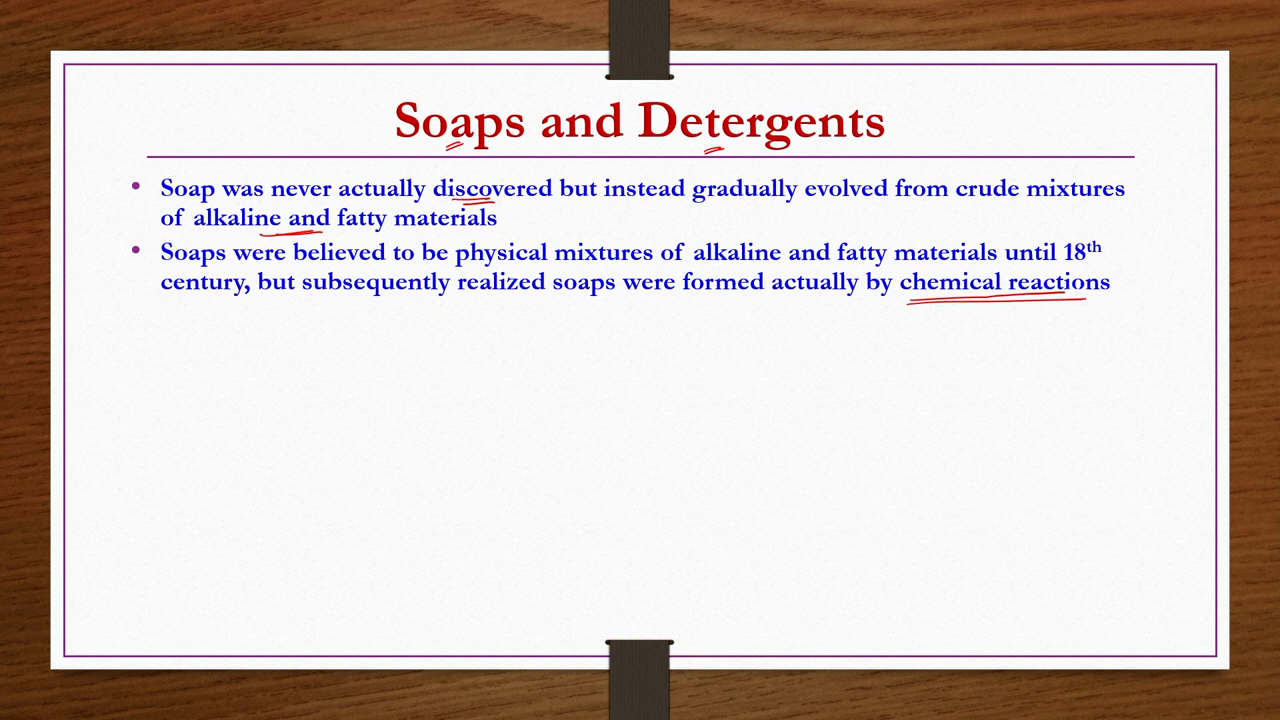 Soaps and Detergents
• Soap was never actually discovered but instead gradually evolved from crude mixtures
of alkaline and fatty materials
• Soaps were believed to be physical mixtures of alkaline and fatty materials until 18th
century, but subsequently realized soaps were formed actually by chemical reactions